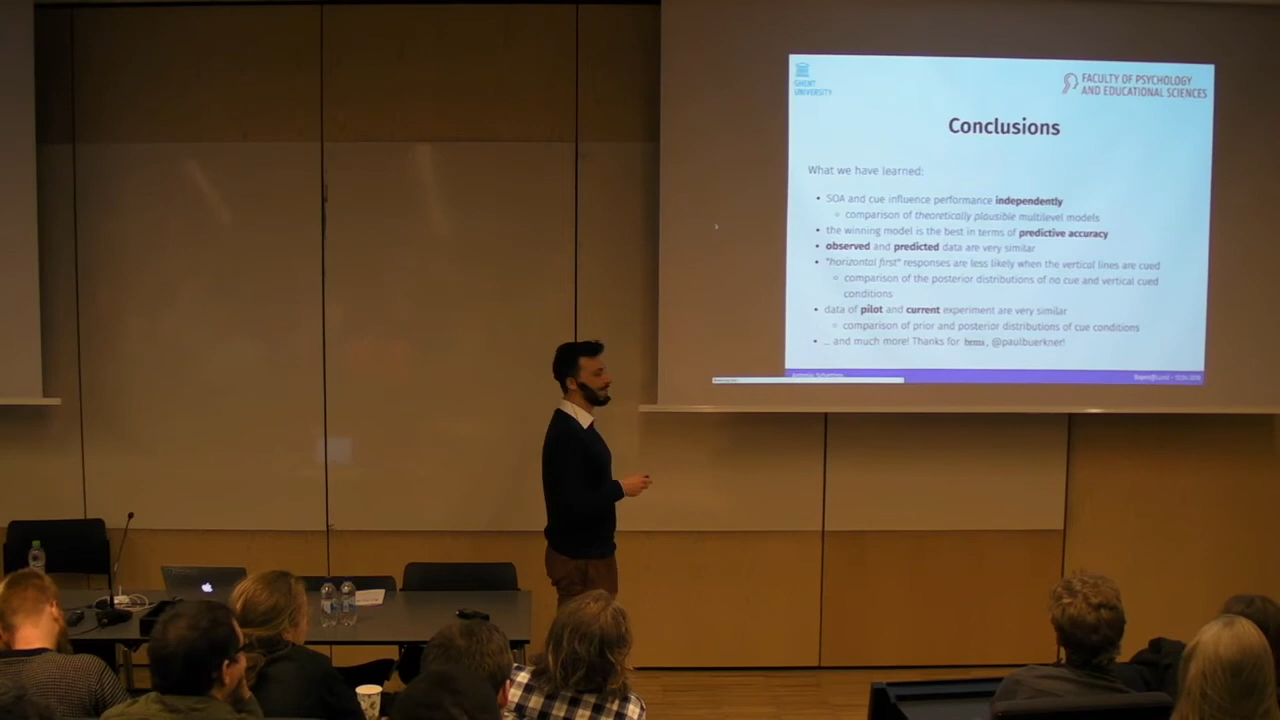 GHENT
UNIVERSITY
FACULTY OF PSYCHOLOGY
AND EDUCATIONAL SCIENCES
Conclusions
What we have learned:
• SOA and cue influence performance independently
◦ comparison of theoretically plausible multilevel models
• the winning model is the best in terms of predictive accuracy
• observed and predicted data are very similar
• "horizontal first" responses are less likely when the vertical lines are cued
◦ comparison of the posterior distributions of no cue and vertical cued
conditions
• data of pilot and current experiment are very similar
◦ comparison of prior and posterior distributions of cue conditions
• ... and much more! Thanks for brms, @paulbuerkner!